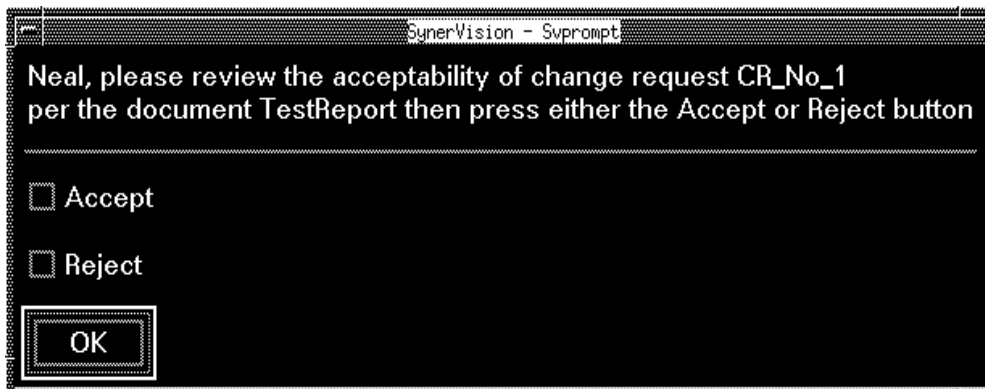 SynerVision - Svprompt
Neal, please review the acceptability of change request CR_No_1
per the document TestReport then press either the Accept or Reject button
Accept
Reject
OK